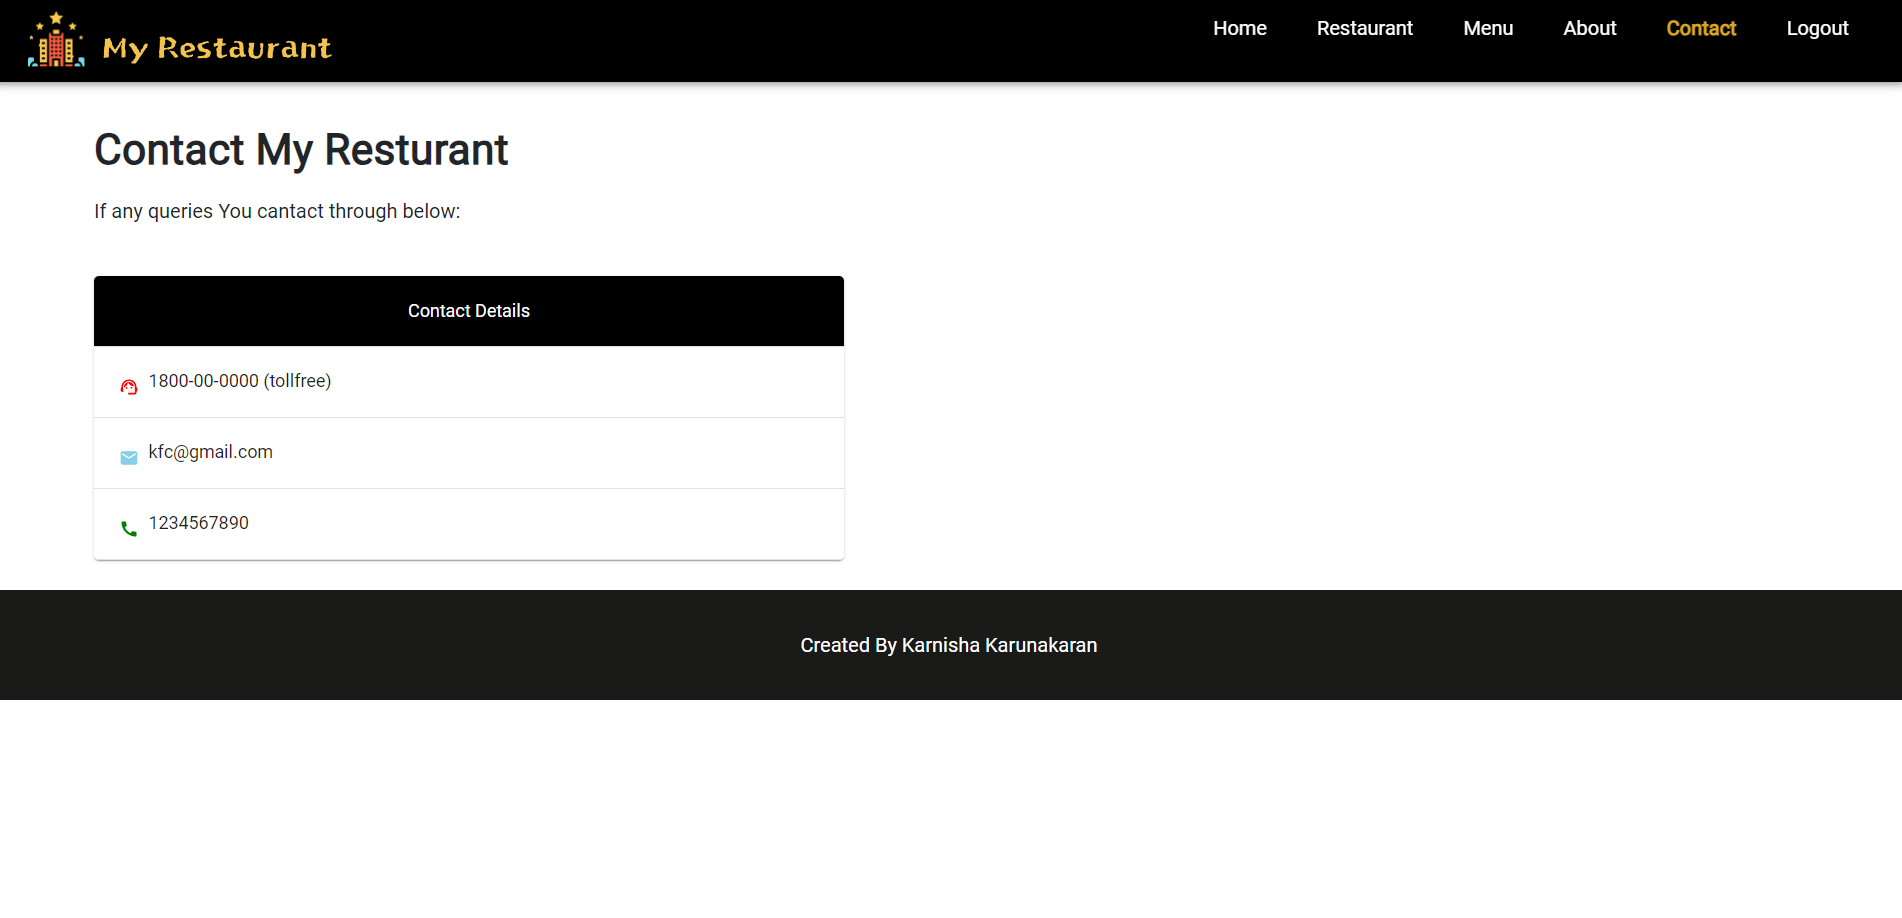 My Restaurant
Home Restaurant Menu About Contact Logout
Contact My Resturant
If any queries You cantact through below:
Contact Details
1800-00-0000 (tollfree)
kfc@gmail.com
1234567890
Created By Karnisha Karunakaran